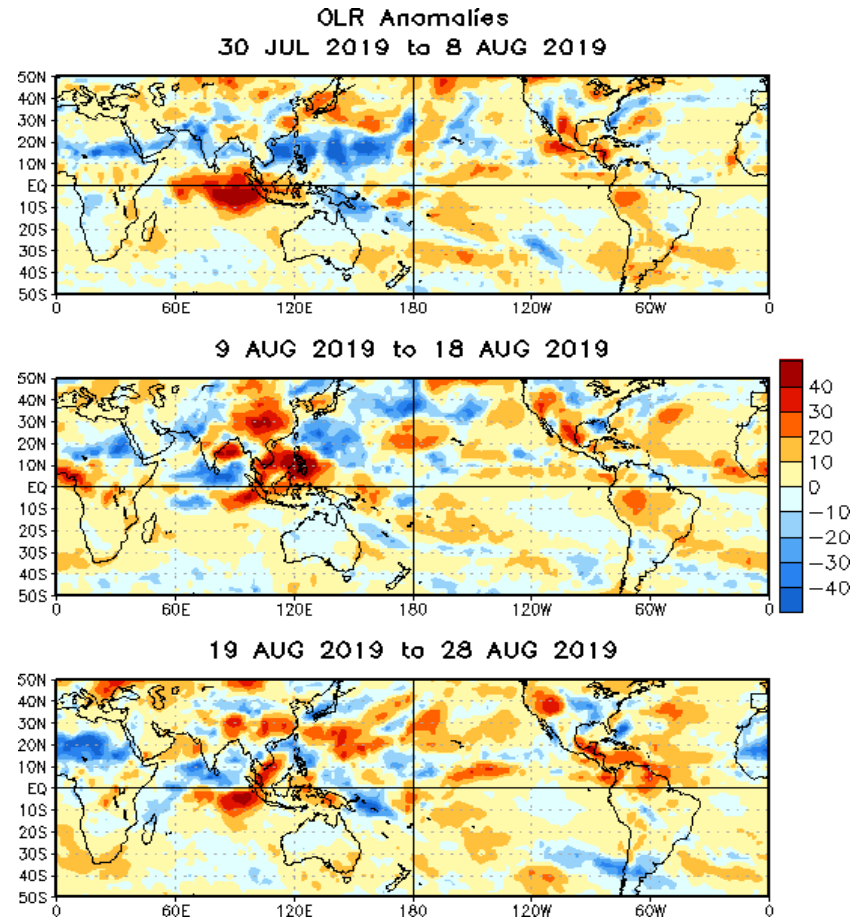 OLR Anomalies
30 JUL 2019 to 8 AUG 2019
50N
40N
30N
20N
10N
EQ
10S
20S
30S
40S
50S
0 60E 120E 180 120W 60W 0
9 AUG 2019 to 18 AUG 2019
50N
40N
30N
20N
10N
EQ
10S
20S
30S
40S
50S
0 60E 120E 180 120W 60W 0
40
30
20
10
0
-10
-20
-30
-40
19 AUG 2019 to 28 AUG 2019
50N
40N
30N
20N
10N
EQ
10S
20S
30S
40S
50S
0 60E 120E 180 120W 60W 0